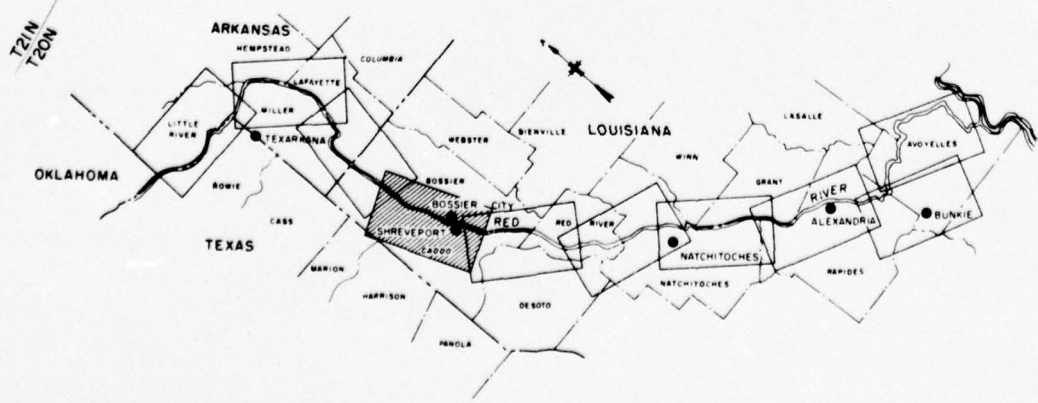 T21N
T20N
ARKANSAS
HEMPSTEAD
COLUMBIA
LAFAYETTE
MILLER
LITTLE
RIVER
TEXARKANA
OKLAHOMA
BOWIE
CASS
TEXAS
MARION
HARRISON
PANOLA
WEBSTER
BIENVILLE
LOUISIANA
BOSSIER
BOSSIER CITY
SHREVEPORT
CADDO
RED
RED RIVER
DESOTO
WINN
LASALLE
GRANT
AVOYELLES
RIVER
ALEXANDRIA
BUNKIE
NATCHITOCHES
NATCHITOCHES
RAPIDES